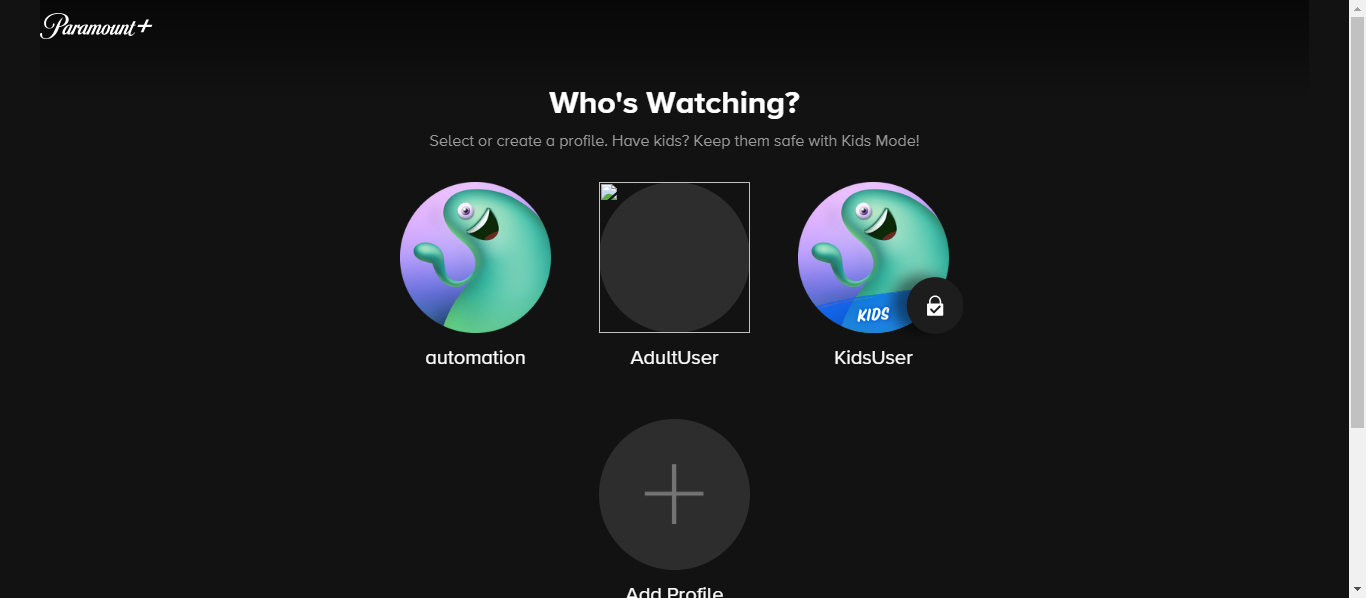 Paramount+
Who's Watching?
Select or create a profile. Have kids? Keep them safe with Kids Mode!
KIDS
automation
AdultUser
KidsUser
Add Profile